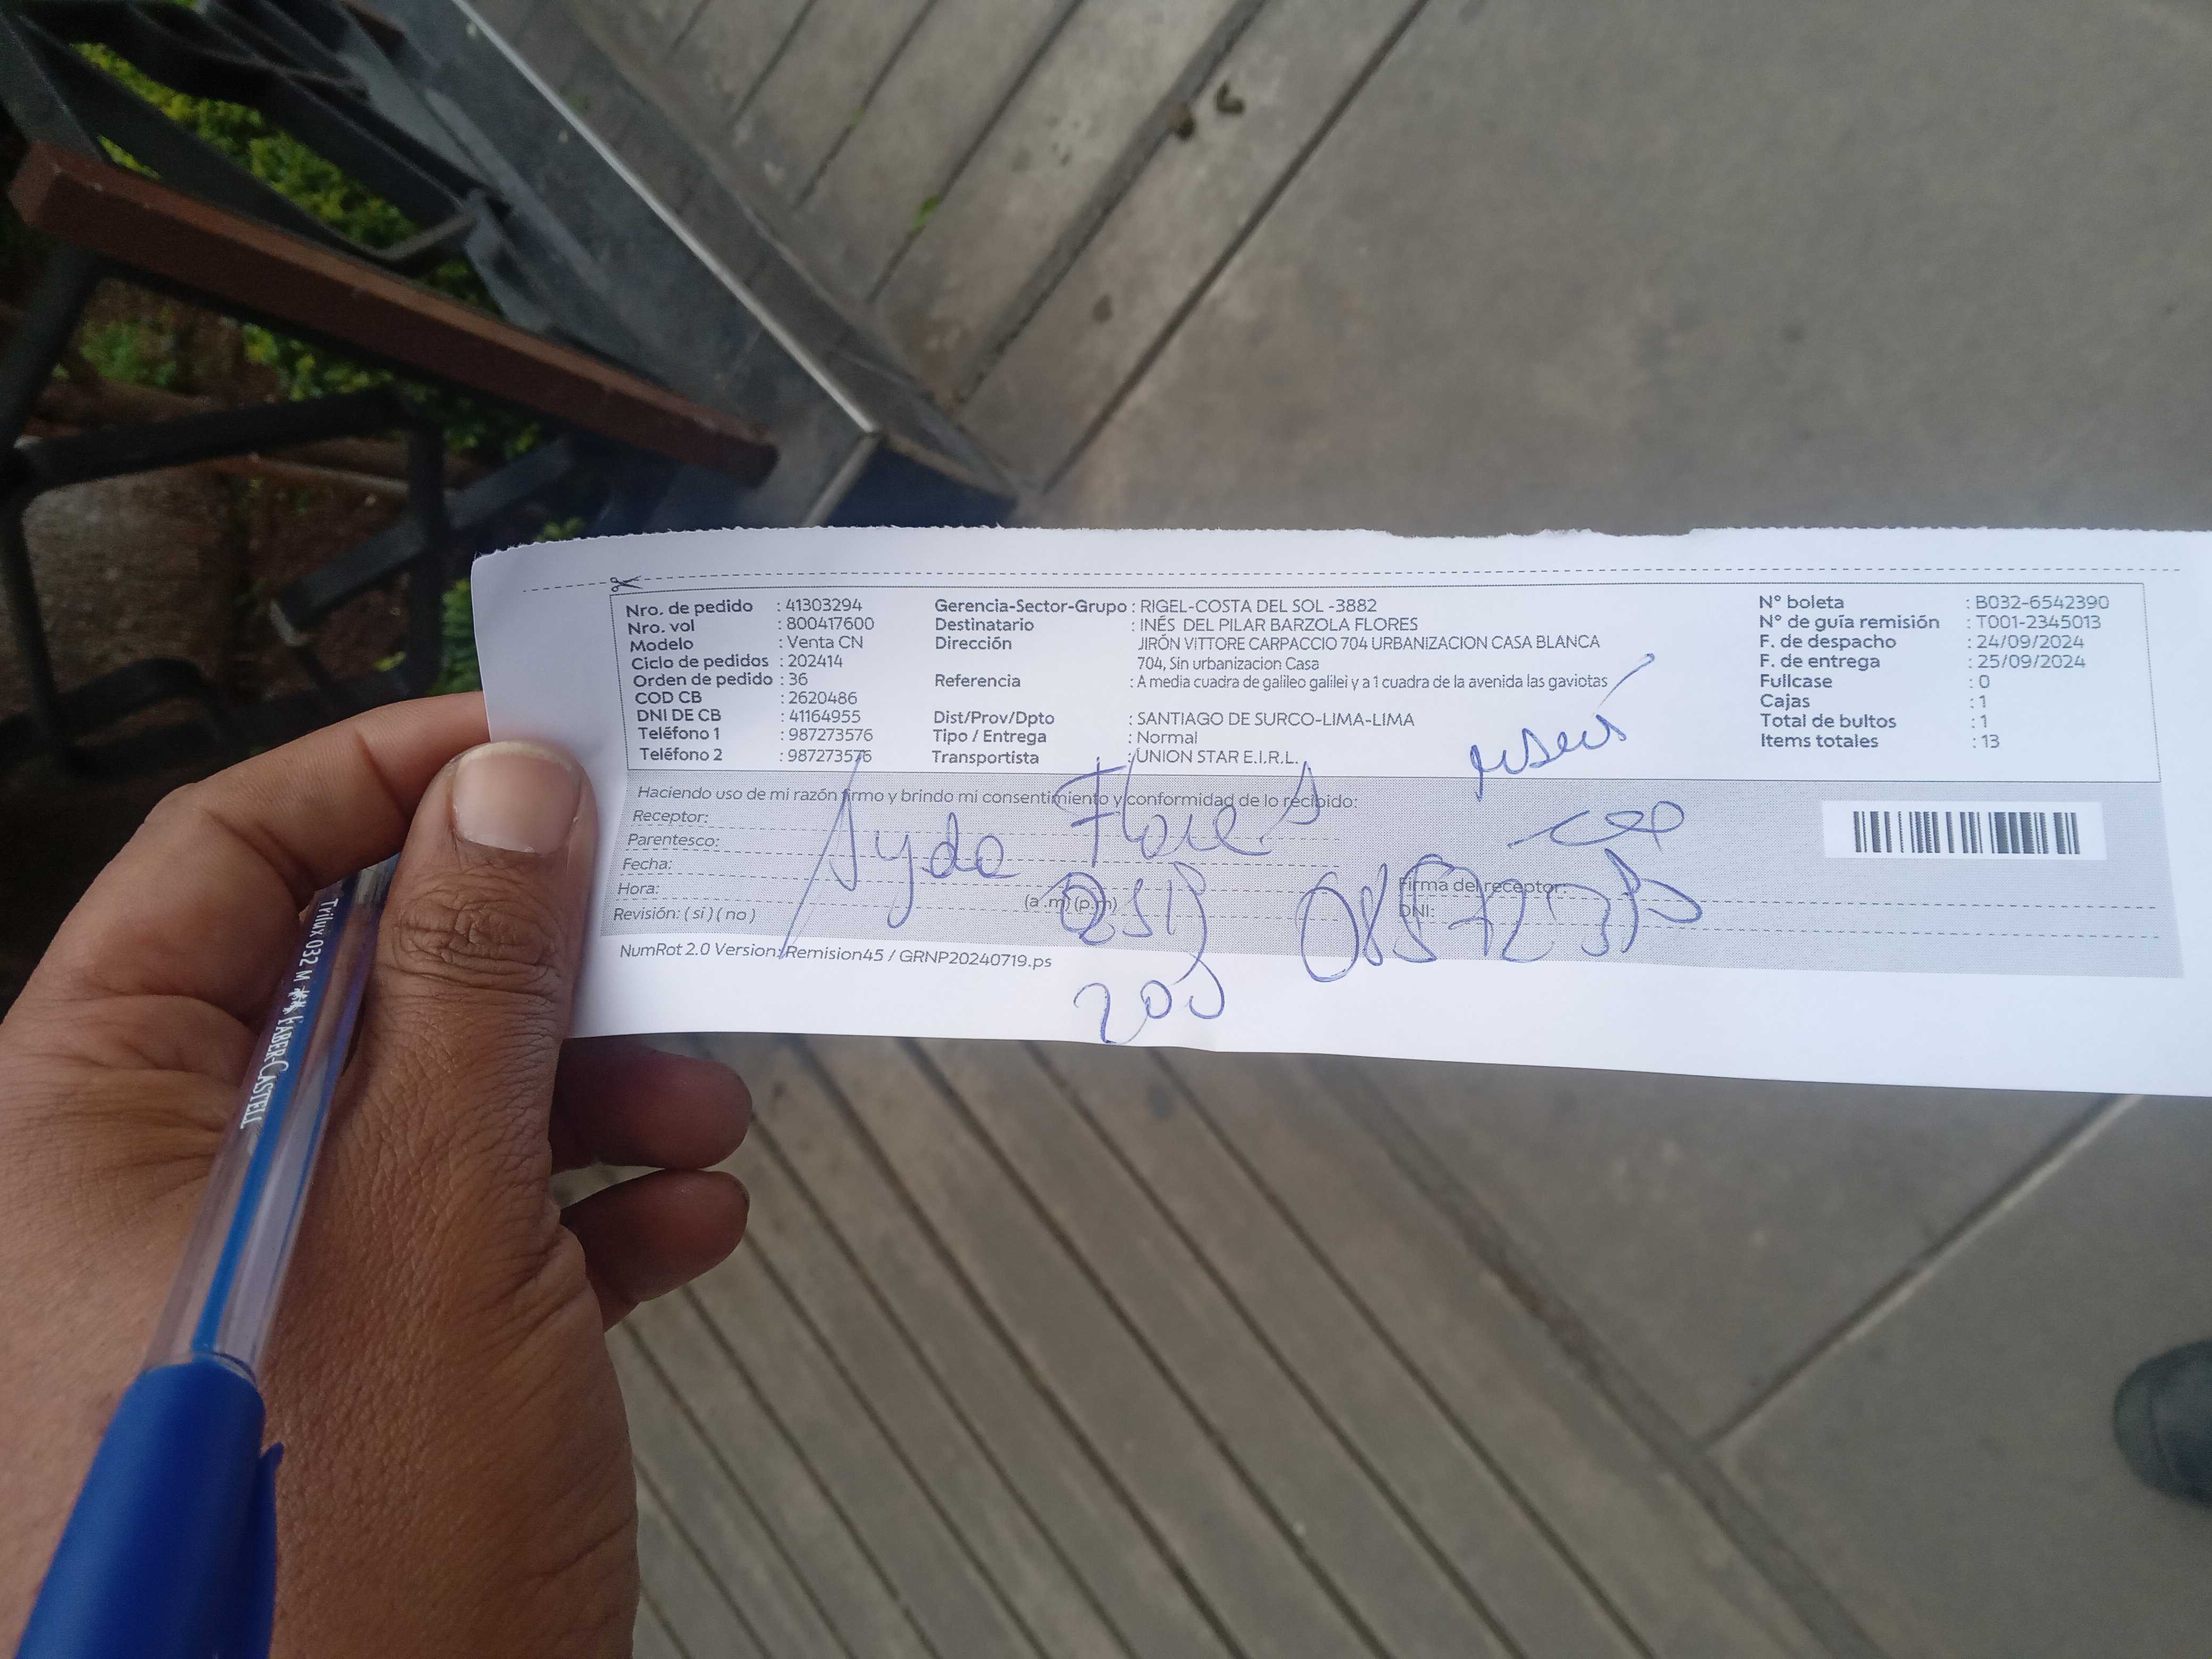 Nro. de pedido : 41303294
Nro. vol : 800417600
Modelo : Venta CN
Ciclo de pedidos : 202414
Orden de pedido : 36
COD CB : 2620486
DNI DE CB : 41164955
Teléfono 1 : 987273576
Teléfono 2 : 987273576
Gerencia-Sector-Grupo : RIGEL-COSTA DEL SOL -3882
Destinatario : INÉS DEL PILAR BARZOLA FLORES
Dirección JIRÓN VITTORE CARPACCIO 704 URBANIZACION CASA BLANCA
704, Sin urbanizacion Casa
Referencia : A media cuadra de galileo galilei y a 1 cuadra de la avenida las gaviotas
Dist/Prov/Dpto : SANTIAGO DE SURCO-LIMA-LIMA
Tipo / Entrega : Normal
Transportista : UNION STAR E.I.R.L.
N° boleta : B032-6542390
N° de guía remisión : T001-2345013
F. de despacho : 24/09/2024
F. de entrega : 25/09/2024
Fullcase : 0
Cajas : 1
Total de bultos : 1
Items totales : 13
Haciendo uso de mi razón firmo y brindo mi consentimiento y conformidad de lo recibido:
Receptor:
Parentesco:
Fecha:
Hora: (a.m) (p.m)
Revisión: ( si ) ( no )
Firma del receptor:
DNI:
Ayda Flores
NumRot 2.0 Version: Remision45 / GRNP20240719.ps
Trilux 032 M FABER-CASTELL